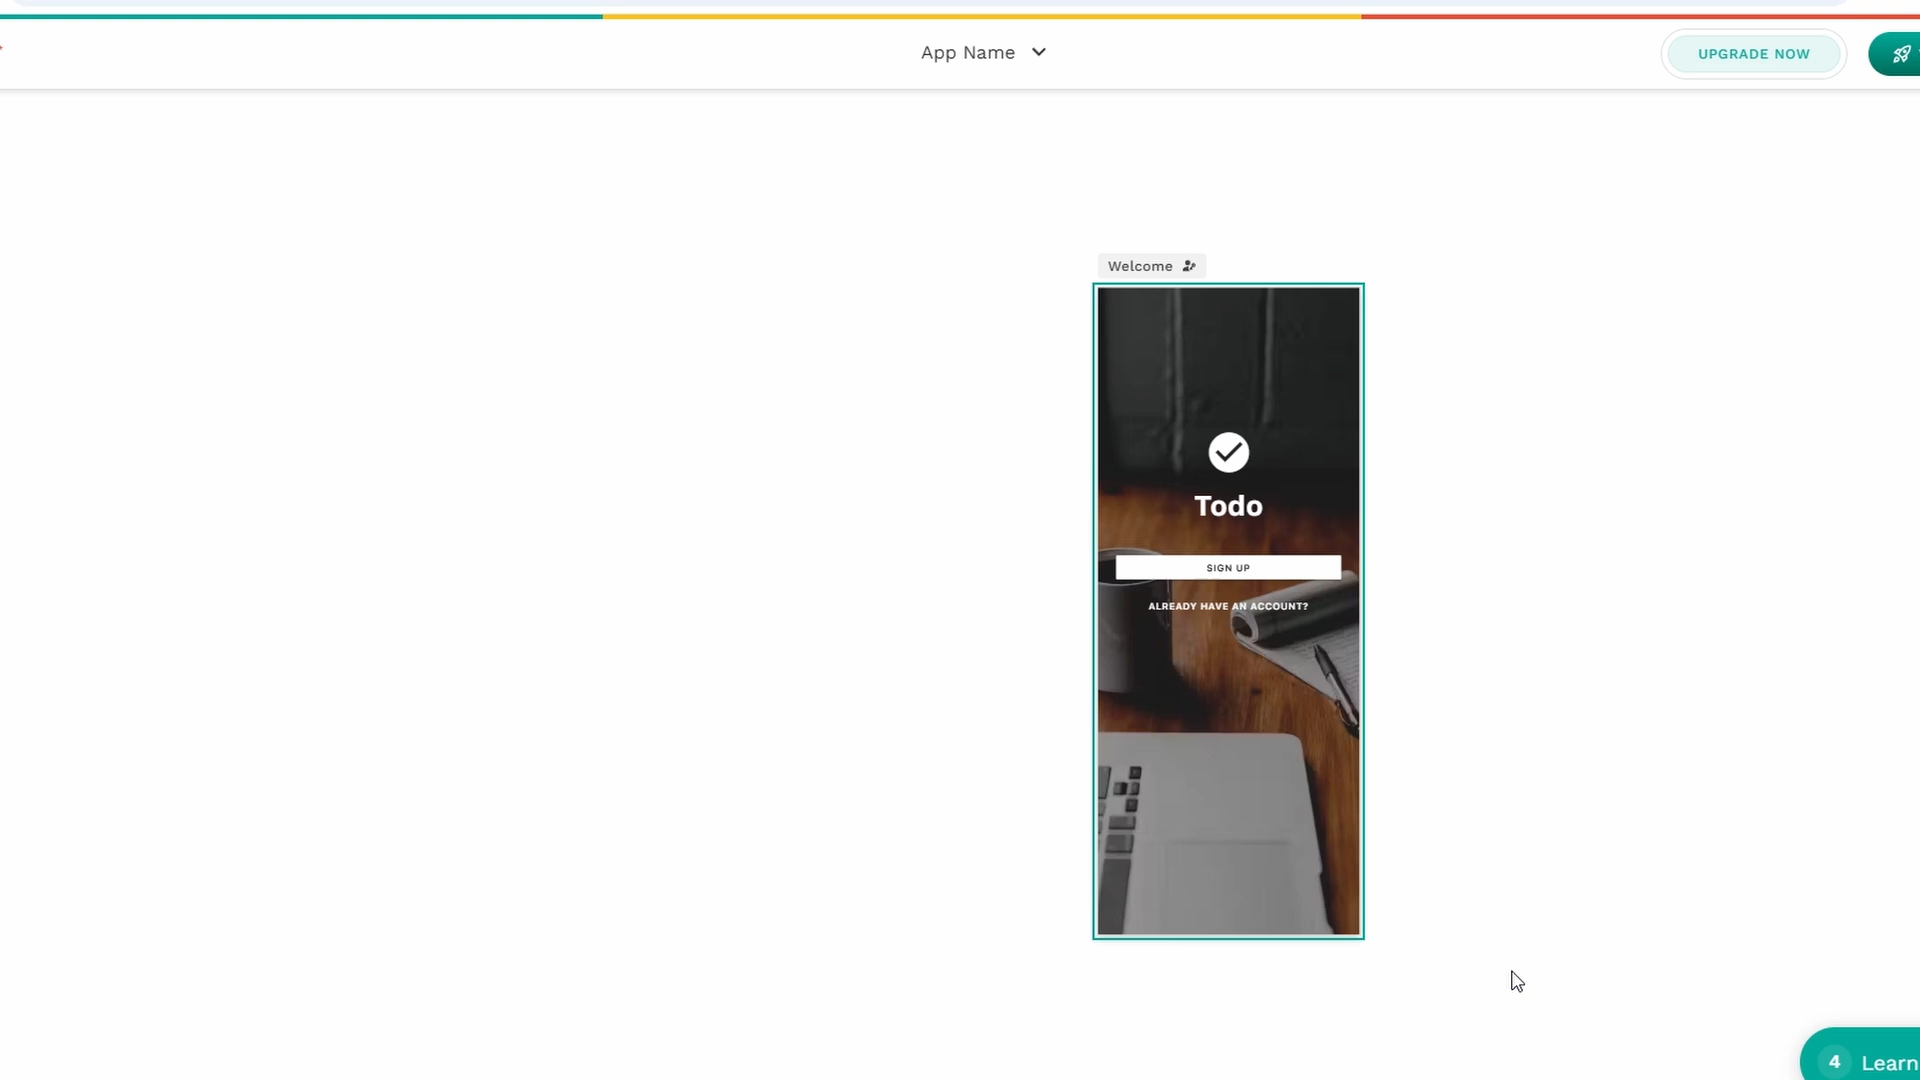 App Name
UPGRADE NOW
Welcome
Todo
SIGN UP
ALREADY HAVE AN ACCOUNT?
4 Learn